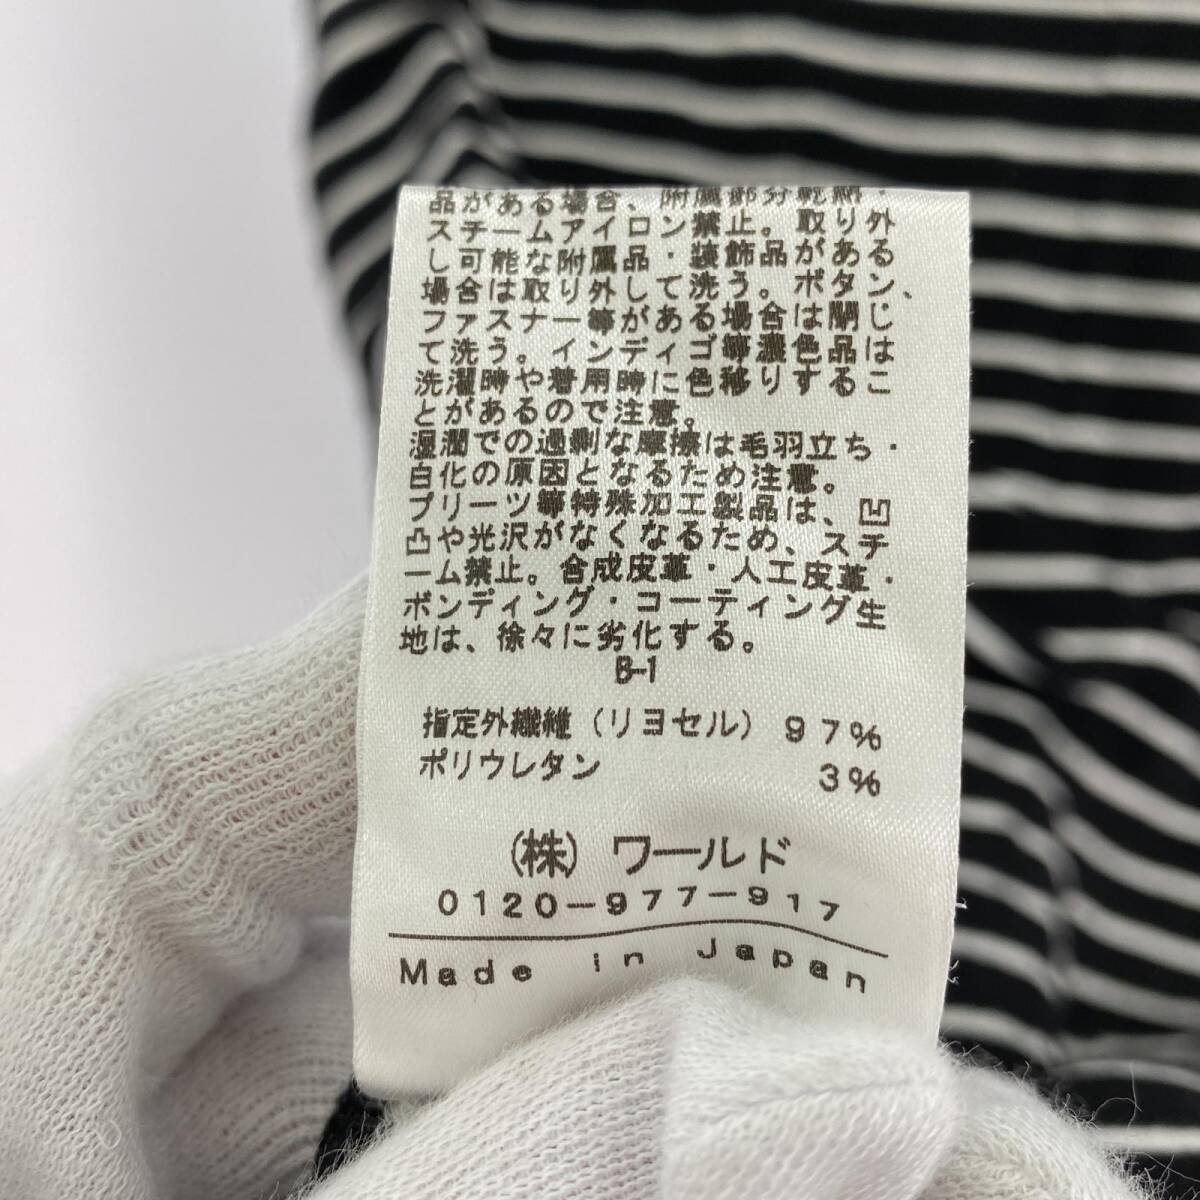 品がある場合、附属部分乾燥・
スチームアイロン禁止。取り外
し可能な附属品・装飾品がある
場合は取り外して洗う。ボタン、
ファスナー等がある場合は閉じ
て洗う。インディゴ等濃色品は
洗濯時や着用時に色移りするこ
とがあるので注意。
湿潤での過剰な摩擦は毛羽立ち・
白化の原因となるため注意。
プリーツ等特殊加工製品は、凹
凸や光沢がなくなるため、スチ
ーム禁止。合成皮革・人工皮革・
ボンディング・コーティング生
地は、徐々に劣化する。
B-1
指定外繊維（リヨセル） 97%
ポリウレタン 3%
(株) ワールド
0120-977-917
Made in Japan